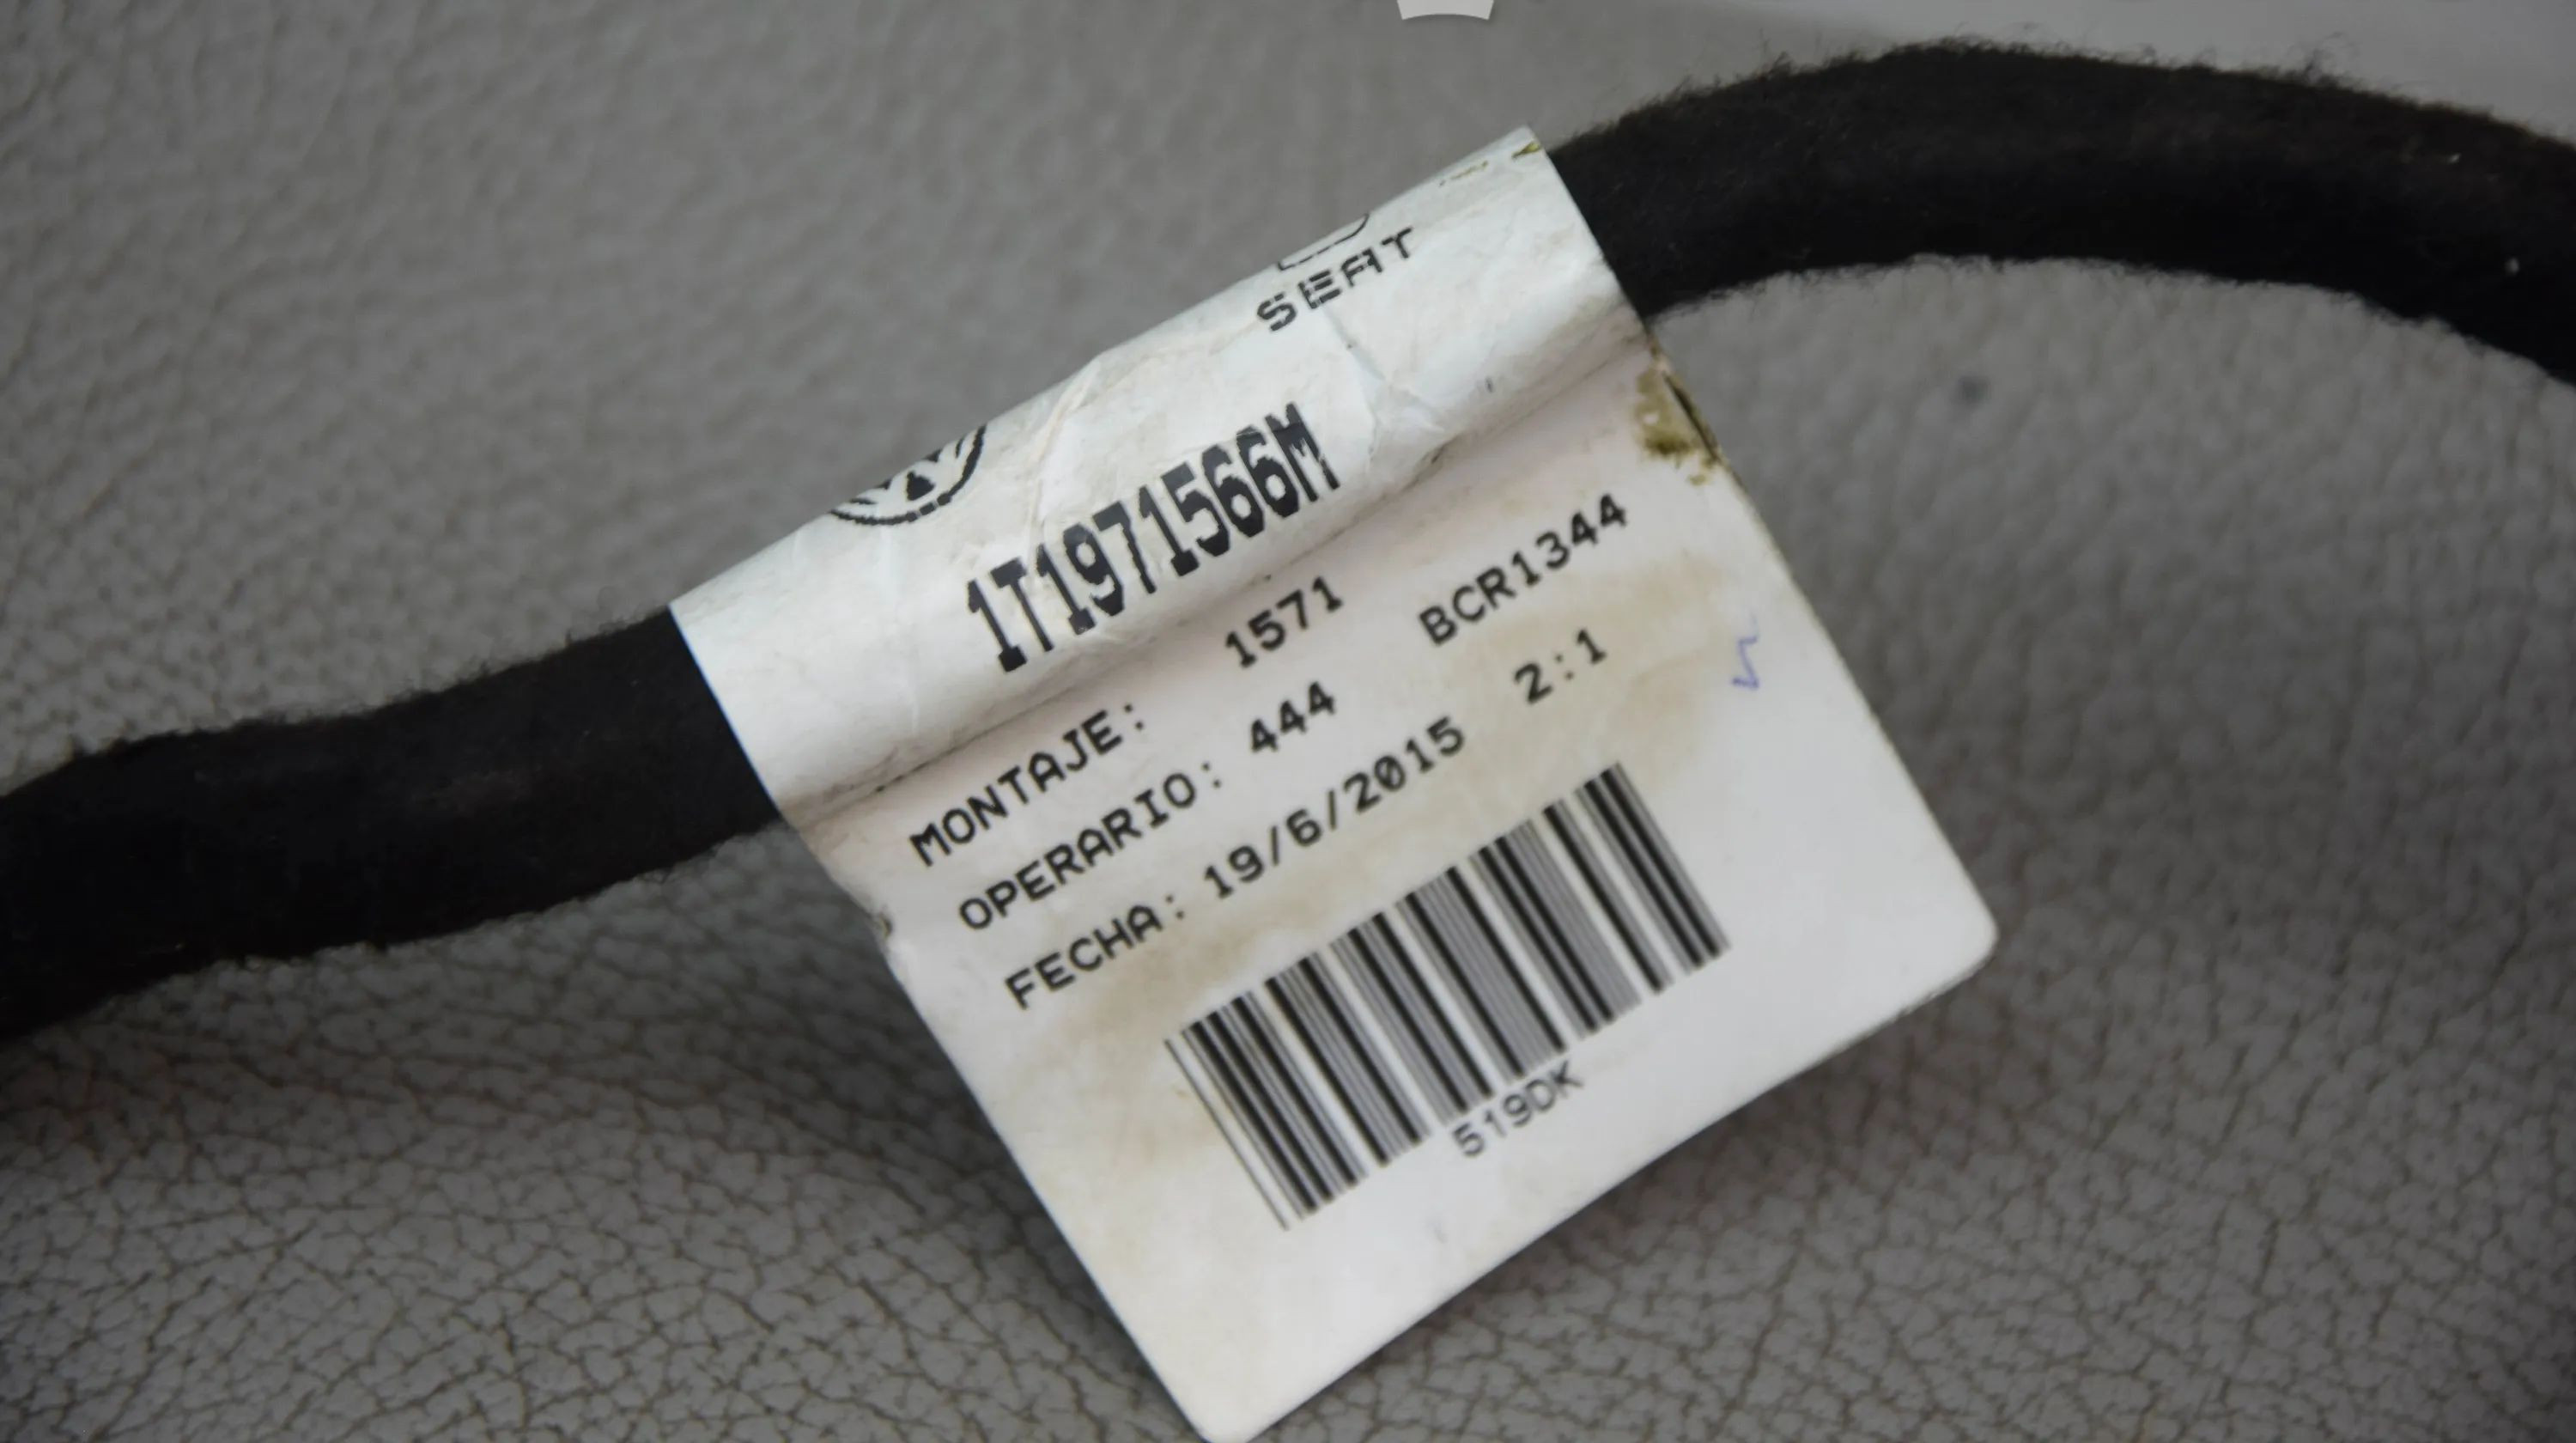 SEAT
1T1971566M
MONTAJE: 1571 BCR1344
OPERARIO: 444 2:1
FECHA: 19/6/2015
519DK